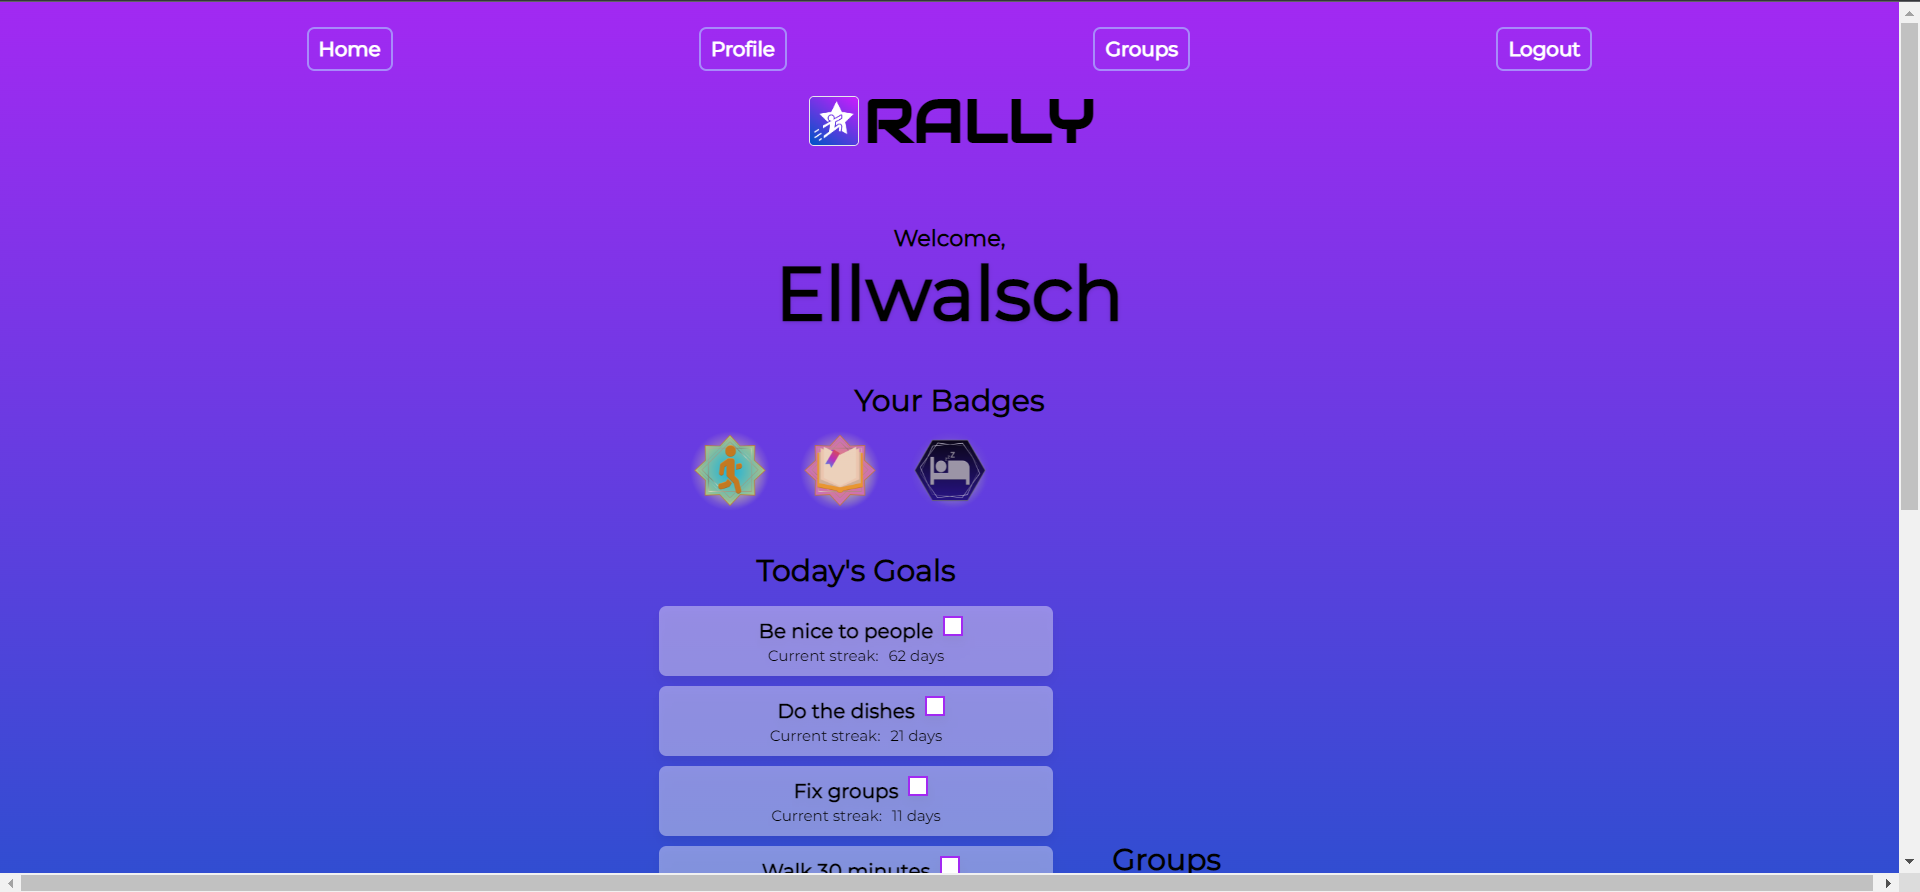 Home
Profile
Groups
Logout
RALLY
Welcome,
Ellwalsch
Your Badges
Today's Goals
Be nice to people
Current streak: 62 days
Do the dishes
Current streak: 21 days
Fix groups
Current streak: 11 days
Walk 30 minutes
Groups